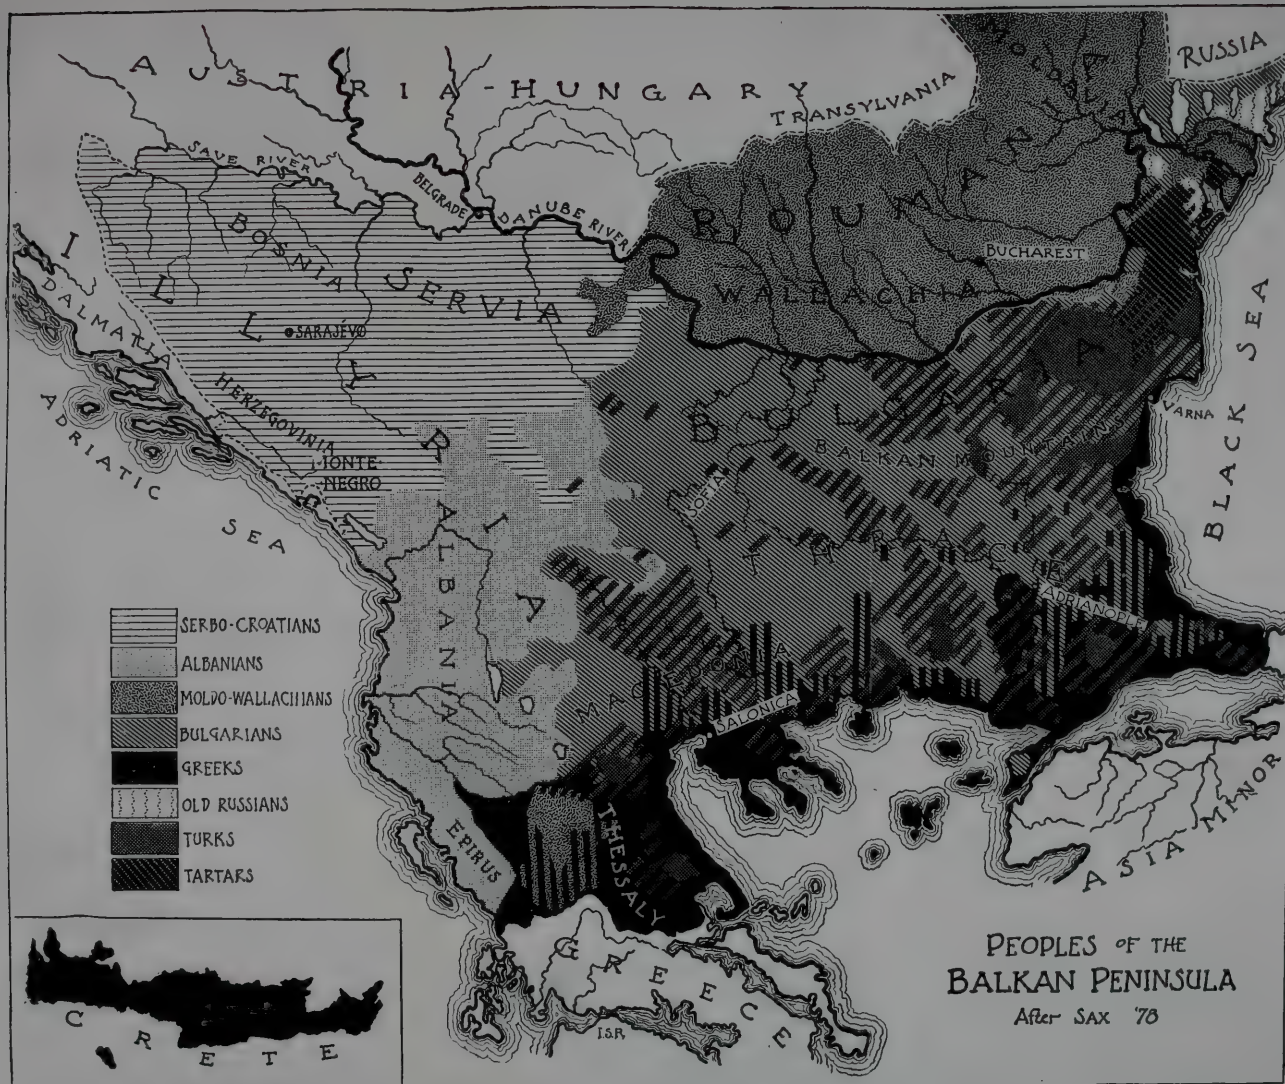 AUSTRIA-HUNGARY
RUSSIA
MOLDAVIA
TRANSYLVANIA
SAVE RIVER
BELGRADE
DANUBE RIVER
ROUMANIA
BUCHAREST
WALLACHIA
BOSNIA
SERVIA
ILLYRIA
SARAJÉVO
DALMATIA
HERZEGOVINIA
MONTE-
NEGRO
ADRIATIC SEA
BULGARIA
BALKAN MOUNTAINS
VARNA
BLACK SEA
SOFIA
THRACE
ADRIANOPLE
ALBANIA
MACEDONIA
SALONICA
EPIRUS
THESSALY
ASIA MINOR
GREECE
I.S.R.
SERBO-CROATIANS
ALBANIANS
MOLDO-WALLACHIANS
BULGARIANS
GREEKS
OLD RUSSIANS
TURKS
TARTARS
CRETE
PEOPLES OF THE
BALKAN PENINSULA
After SAX '78